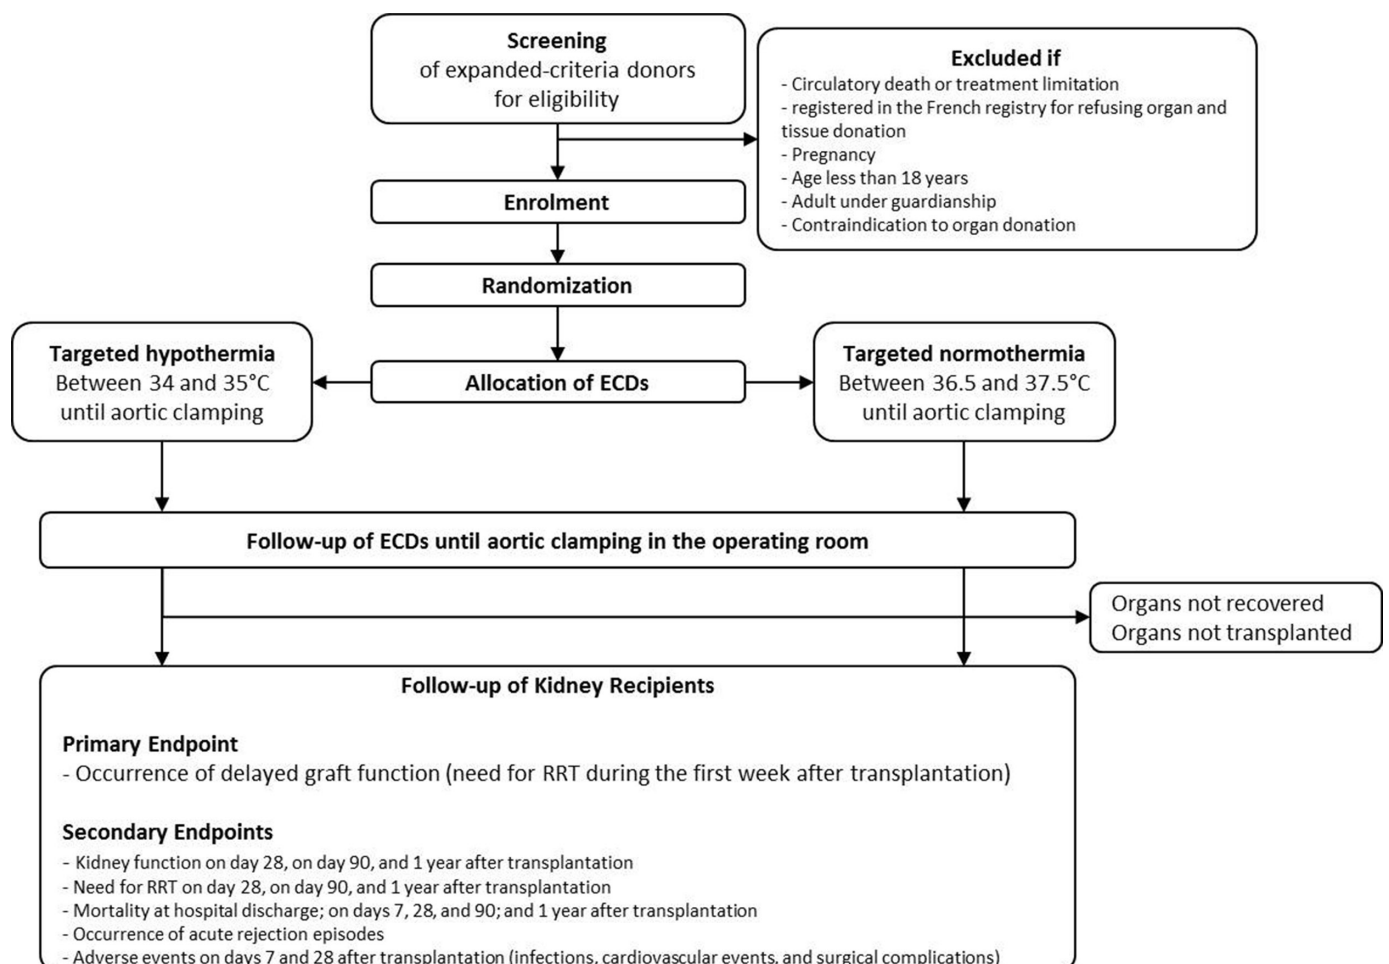 Screening
of expanded-criteria donors
for eligibility
Excluded if
- Circulatory death or treatment limitation
- registered in the French registry for refusing organ and
tissue donation
- Pregnancy
- Age less than 18 years
- Adult under guardianship
- Contraindication to organ donation
Enrolment
Randomization
Targeted hypothermia
Between 34 and 35°C
until aortic clamping
Allocation of ECDs
Targeted normothermia
Between 36.5 and 37.5°C
until aortic clamping
Follow-up of ECDs until aortic clamping in the operating room
Organs not recovered
Organs not transplanted
Follow-up of Kidney Recipients
Primary Endpoint
- Occurrence of delayed graft function (need for RRT during the first week after transplantation)
Secondary Endpoints
- Kidney function on day 28, on day 90, and 1 year after transplantation
- Need for RRT on day 28, on day 90, and 1 year after transplantation
- Mortality at hospital discharge; on days 7, 28, and 90; and 1 year after transplantation
- Occurrence of acute rejection episodes
- Adverse events on days 7 and 28 after transplantation (infections, cardiovascular events, and surgical complications)